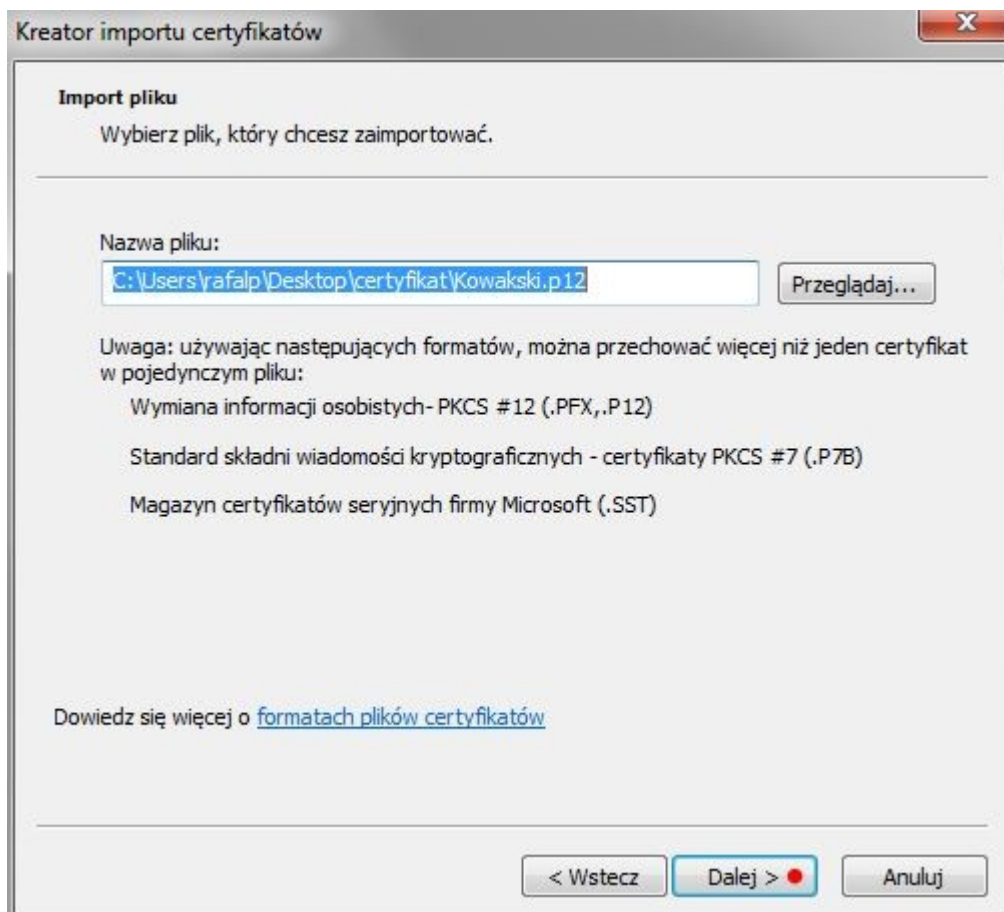 Kreator importu certyfikatów
X
Import pliku
Wybierz plik, który chcesz zaimportować.
Nazwa pliku:
C:\Users\rafalp\Desktop\certyfikat\Kowakski.p12
Przeglądaj...
Uwaga: używając następujących formatów, można przechować więcej niż jeden certyfikat
w pojedynczym pliku:
Wymiana informacji osobistych- PKCS #12 (.PFX,.P12)
Standard składni wiadomości kryptograficznych - certyfikaty PKCS #7 (.P7B)
Magazyn certyfikatów seryjnych firmy Microsoft (.SST)
Dowiedz się więcej o formatach plików certyfikatów
< Wstecz
Dalej >
Anuluj